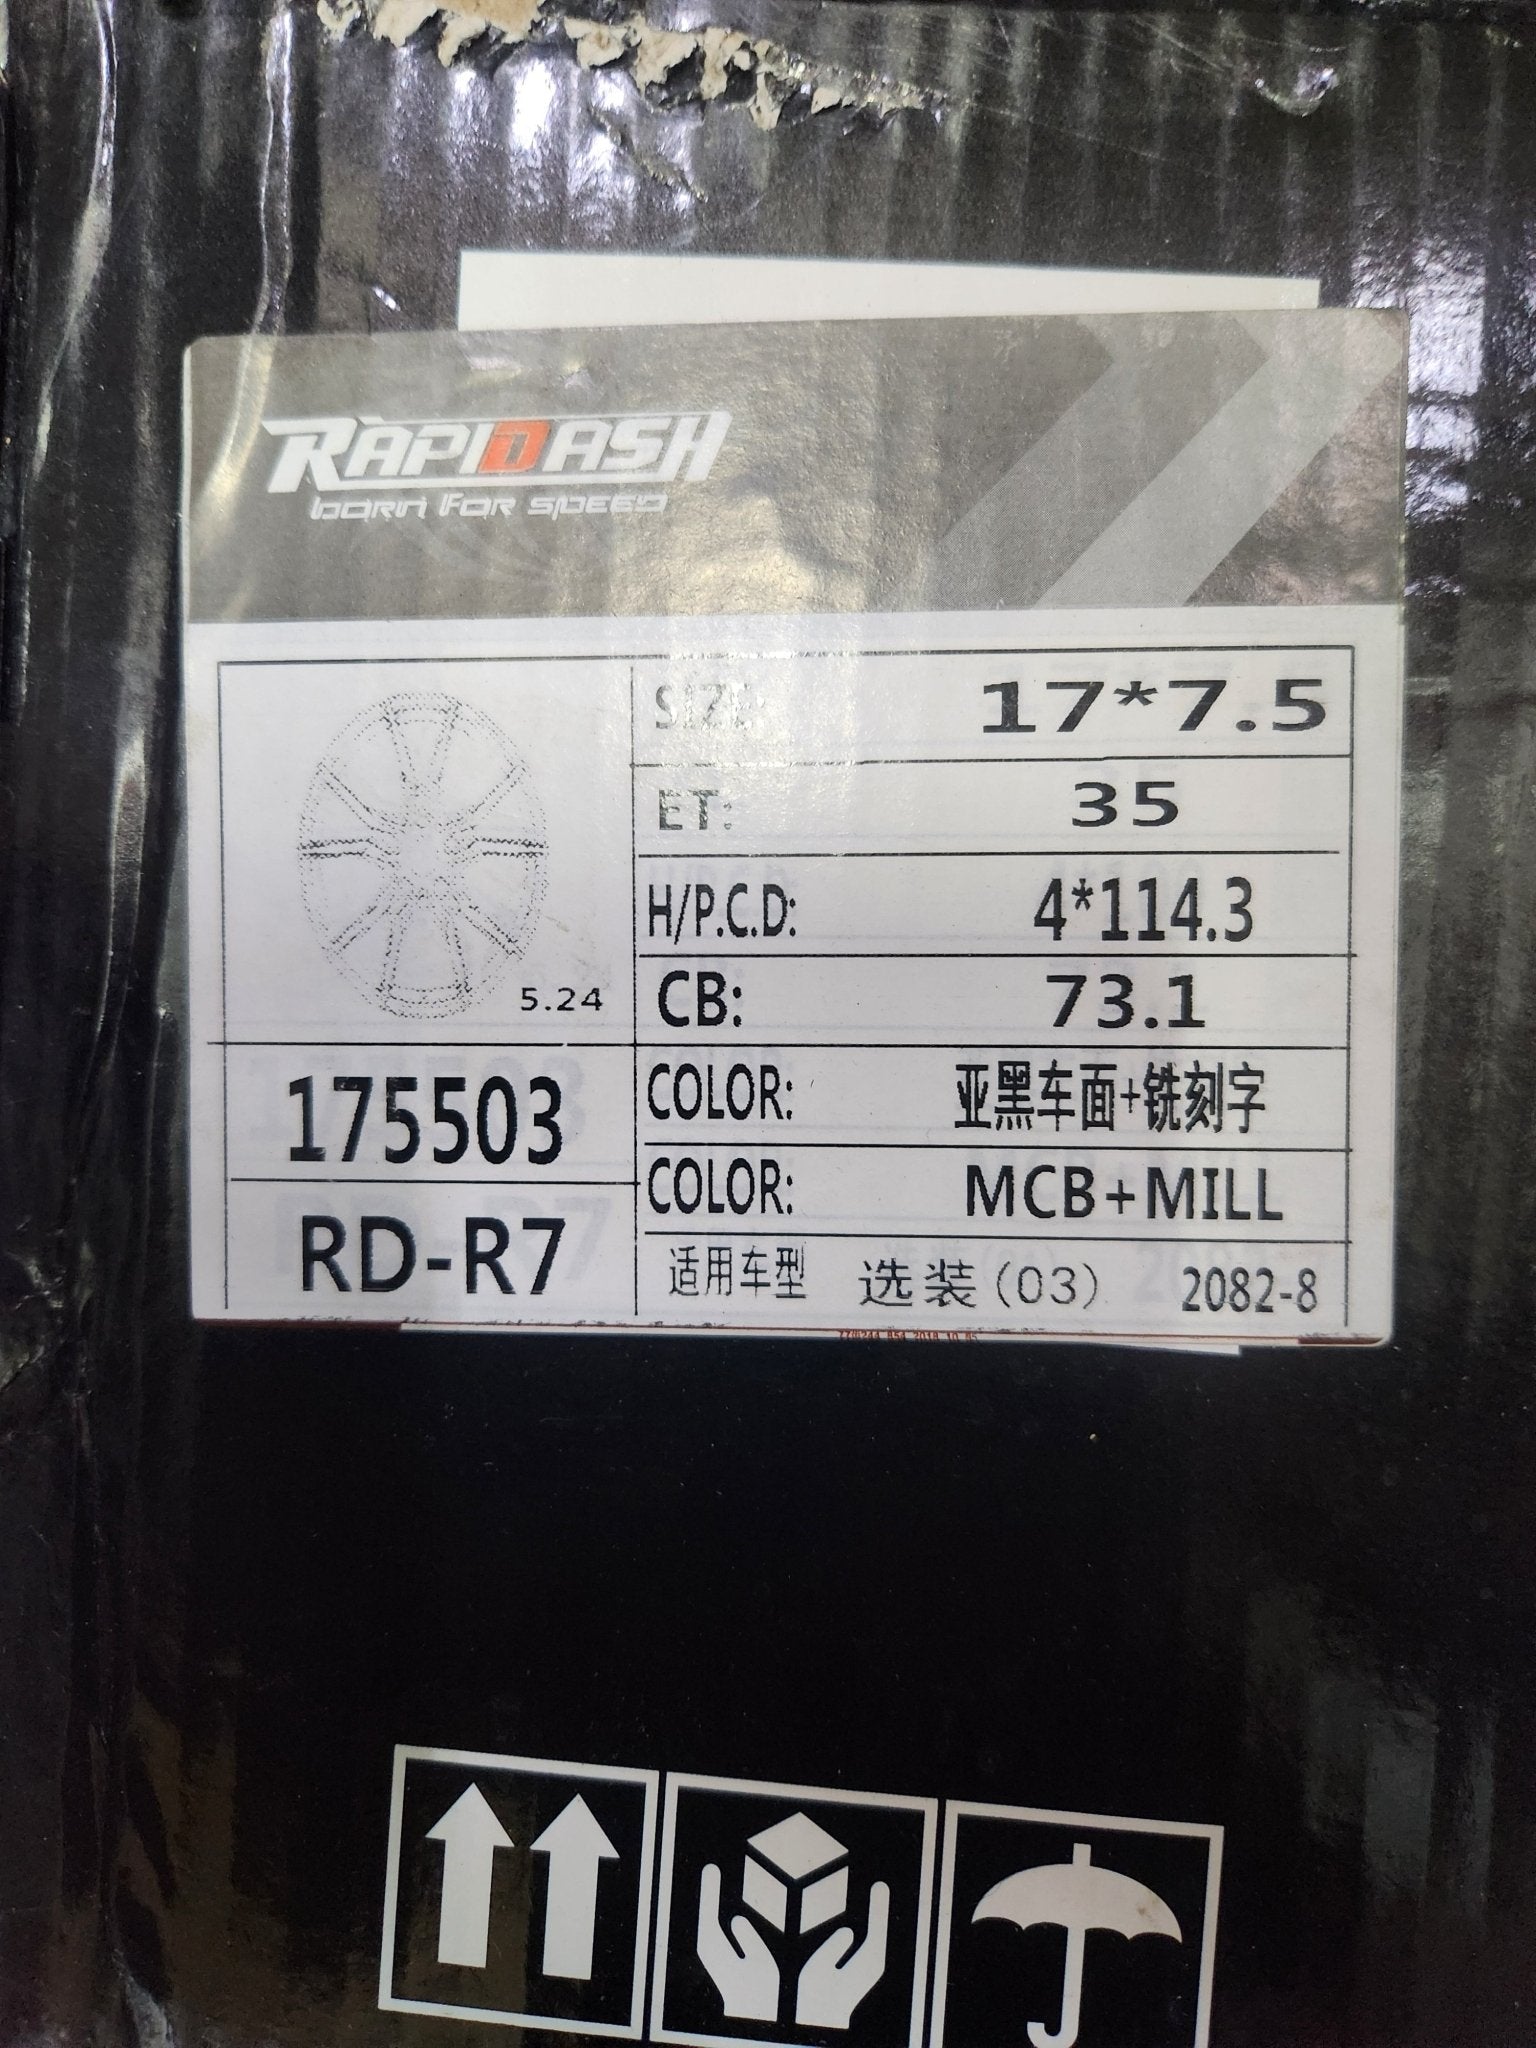 RAPIDASH
born For SPEED
SIZE: 17*7.5
ET: 35
H/P.C.D: 4*114.3
CB: 73.1
5.24
175503
COLOR: 亚黑车面+铣刻字
COLOR: MCB+MILL
RD-R7
适用车型 选装(03) 2082-8